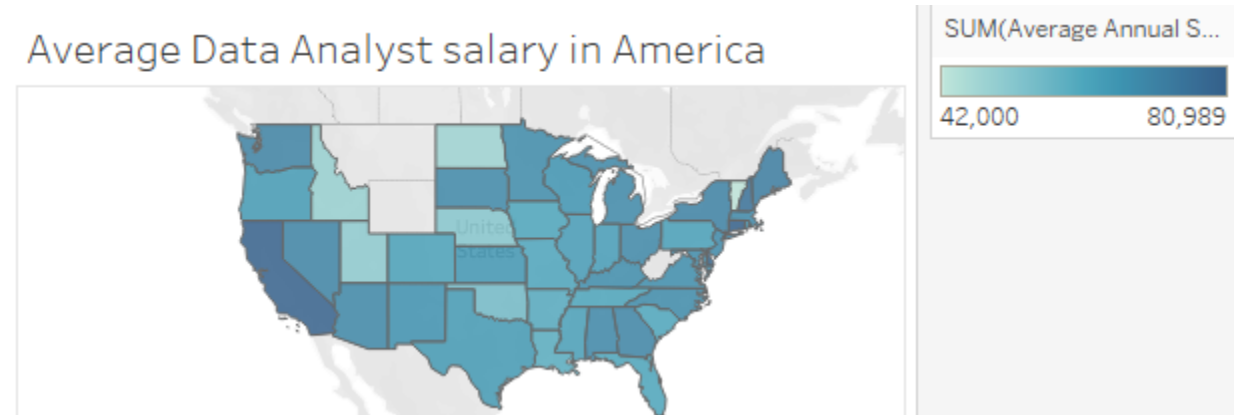 Average Data Analyst salary in America
SUM(Average Annual S...
42,000 80,989
United
States